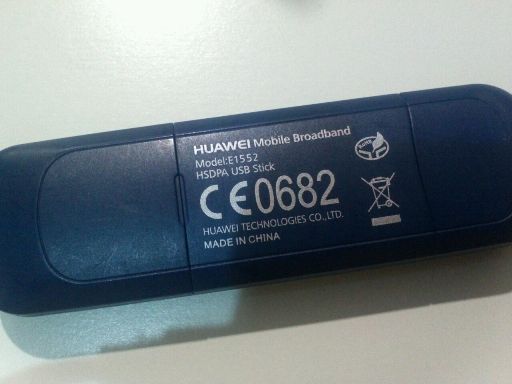 HUAWEI Mobile Broadband
Model:E1552
HSDPA USB Stick
CE0682
HUAWEI TECHNOLOGIES CO.,LTD.
MADE IN CHINA